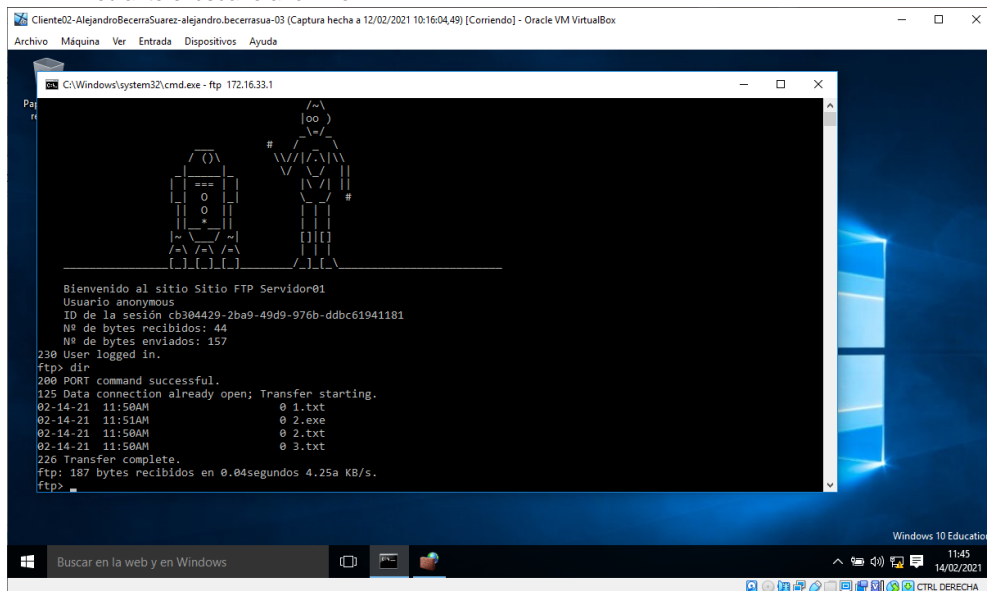 Cliente02-AlejandroBecerraSuarez-alejandro.becerrasua-03 (Captura hecha a 12/02/2021 10:16:04,49) [Corriendo] - Oracle VM VirtualBox
Archivo Máquina Ver Entrada Dispositivos Ayuda
C:\Windows\system32\cmd.exe - ftp 172.16.33.1
Bienvenido al sitio Sitio FTP Servidor01
Usuario anonymous
ID de la sesión cb304429-2ba9-49d9-976b-ddbc61941181
Nº de bytes recibidos: 44
Nº de bytes enviados: 157
230 User logged in.
ftp> dir
200 PORT command successful.
125 Data connection already open; Transfer starting.
02-14-21 11:50AM 0 1.txt
02-14-21 11:51AM 0 2.exe
02-14-21 11:50AM 0 2.txt
02-14-21 11:50AM 0 3.txt
226 Transfer complete.
ftp: 187 bytes recibidos en 0.04segundos 4.25a KB/s.
ftp>
Windows 10 Education
Buscar en la web y en Windows
11:45
14/02/2021
CTRL DERECHA